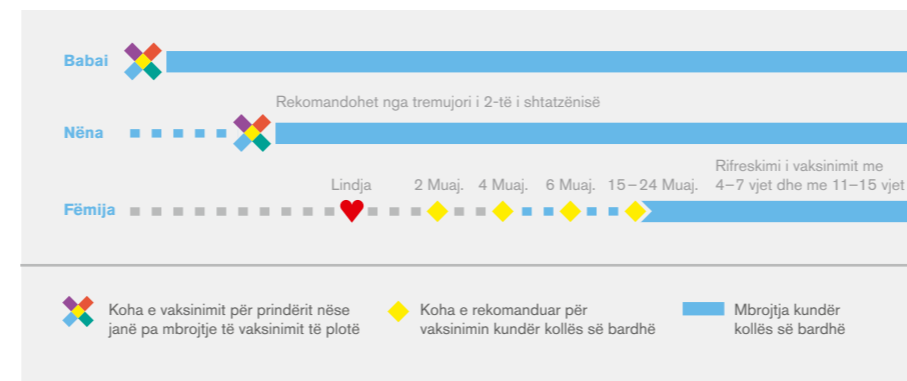 Babai
Rekomandohet nga tremujori i 2-të i shtatzënisë
Nëna
Rifreskimi i vaksinimit me
4–7 vjet dhe me 11–15 vjet
Lindja 2 Muaj. 4 Muaj. 6 Muaj. 15–24 Muaj.
Fëmija
Koha e vaksinimit për prindërit nëse
janë pa mbrojtje të vaksinimit të plotë
Koha e rekomanduar për
vaksinimin kundër kollës së bardhë
Mbrojtja kundër
kollës së bardhë